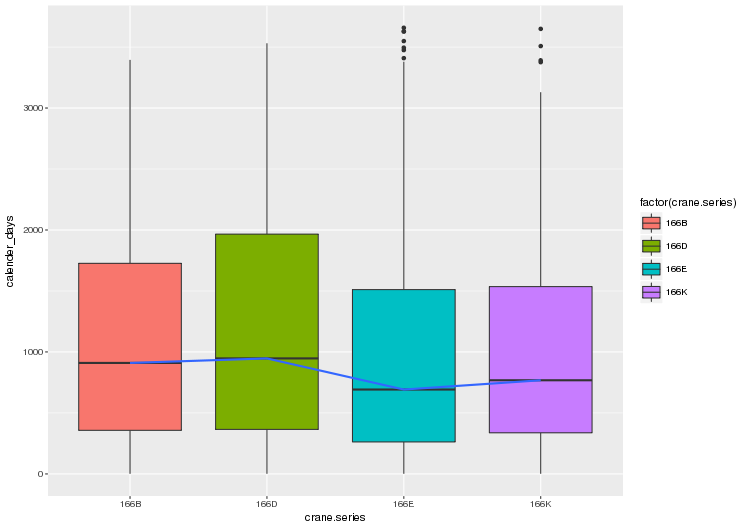 3000
2000
1000
0
calender_days
166B
166D
166E
166K
crane.series
factor(crane.series)
166B
166D
166E
166K